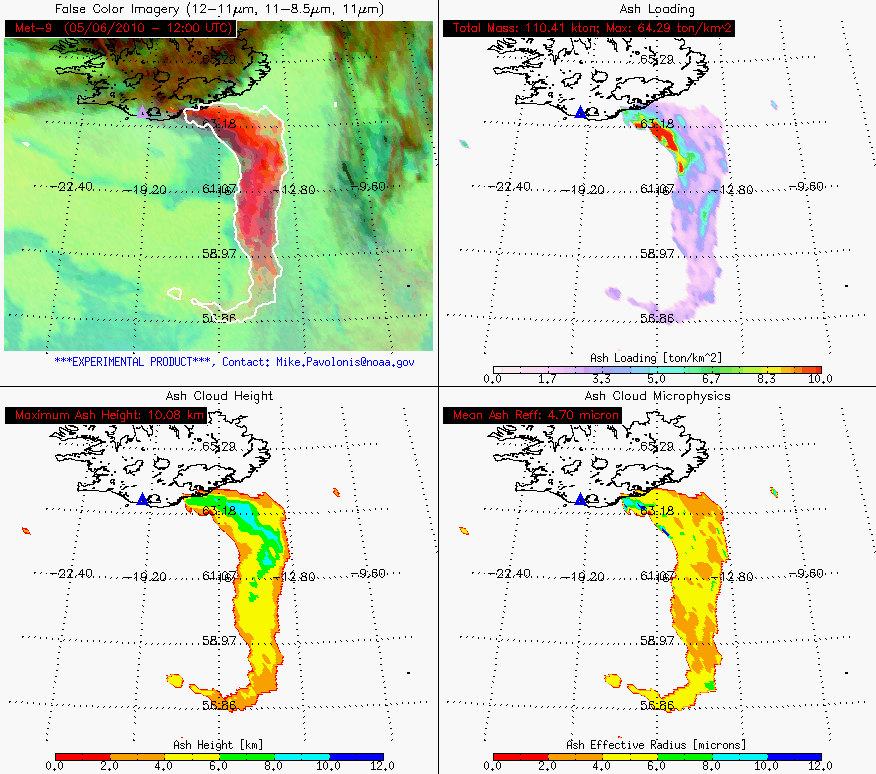 False Color Imagery (12−11μm, 11−8.5μm, 11μm)
Met−9 (05/06/2010 − 12:00 UTC)
65.29
63.18
−22.40 −19.20 61.07 −16 −12.80 −9.60
58.97
56.86
***EXPERIMENTAL PRODUCT***, Contact: Mike.Pavolonis@noaa.gov
Ash Loading
Total Mass: 110.41 kton; Max: 64.29 ton/km^2
65.29
63.18
−22.40 −19.20 61.07 −16 −12.80 −9.60
58.97
56.86
Ash Loading [ton/km^2]
0.0 1.7 3.3 5.0 6.7 8.3 10.0
Ash Cloud Height
Maximum Ash Height: 10.08 km
65.29
63.18
−22.40 −19.20 61.07 −16 −12.80 −9.60
58.97
56.86
Ash Height [km]
0.0 2.0 4.0 6.0 8.0 10.0 12.0
Ash Cloud Microphysics
Mean Ash Reff: 4.70 micron
65.29
63.18
−22.40 −19.20 61.07 −16 −12.80 −9.60
58.97
56.86
Ash Effective Radius [microns]
0.0 2.0 4.0 6.0 8.0 10.0 12.0